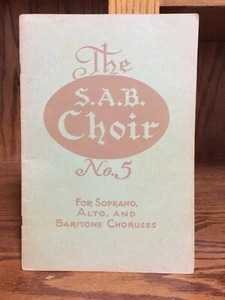 The
S.A.B.
Choir
No.5
FOR SOPRANO,
ALTO, AND
BARITONE CHORUSES